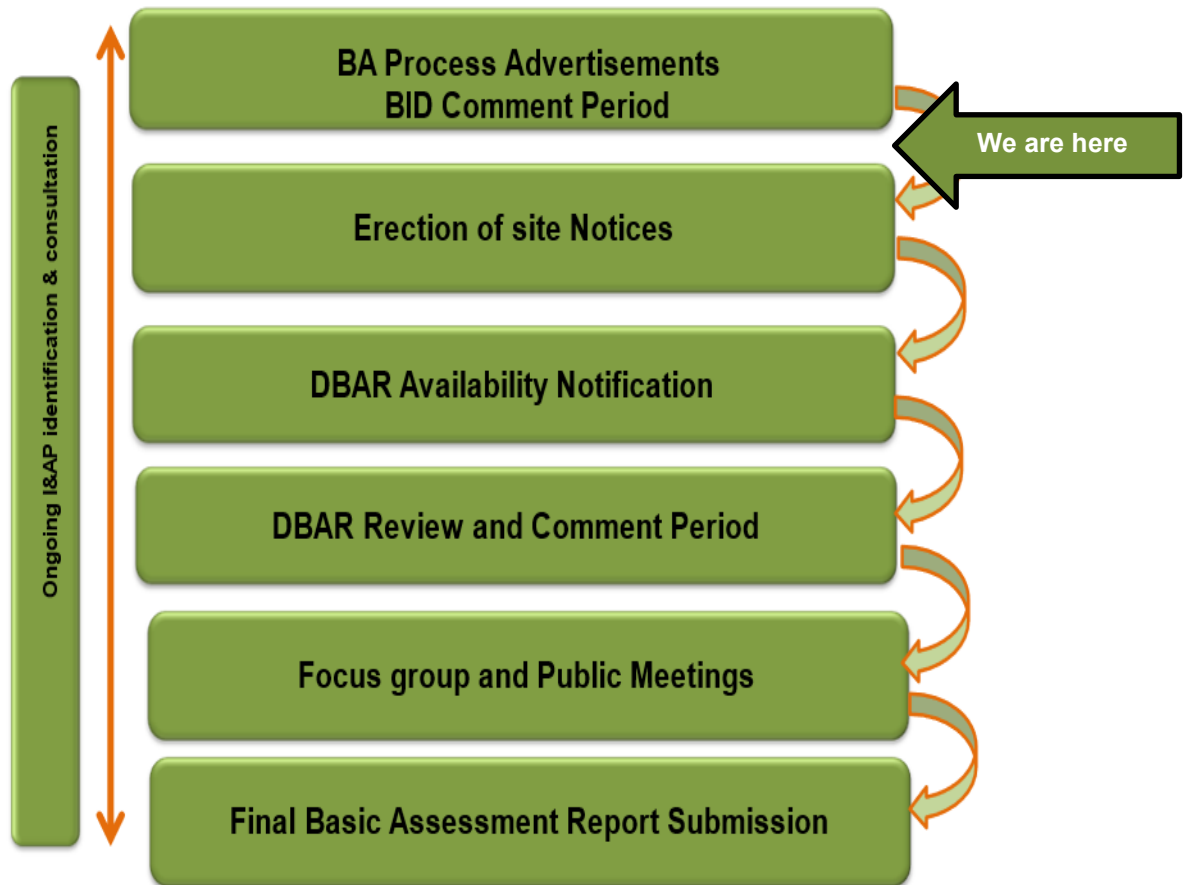 BA Process Advertisements
BID Comment Period
We are here
Ongoing I&AP identification & consultation
Erection of site Notices
DBAR Availability Notification
DBAR Review and Comment Period
Focus group and Public Meetings
Final Basic Assessment Report Submission